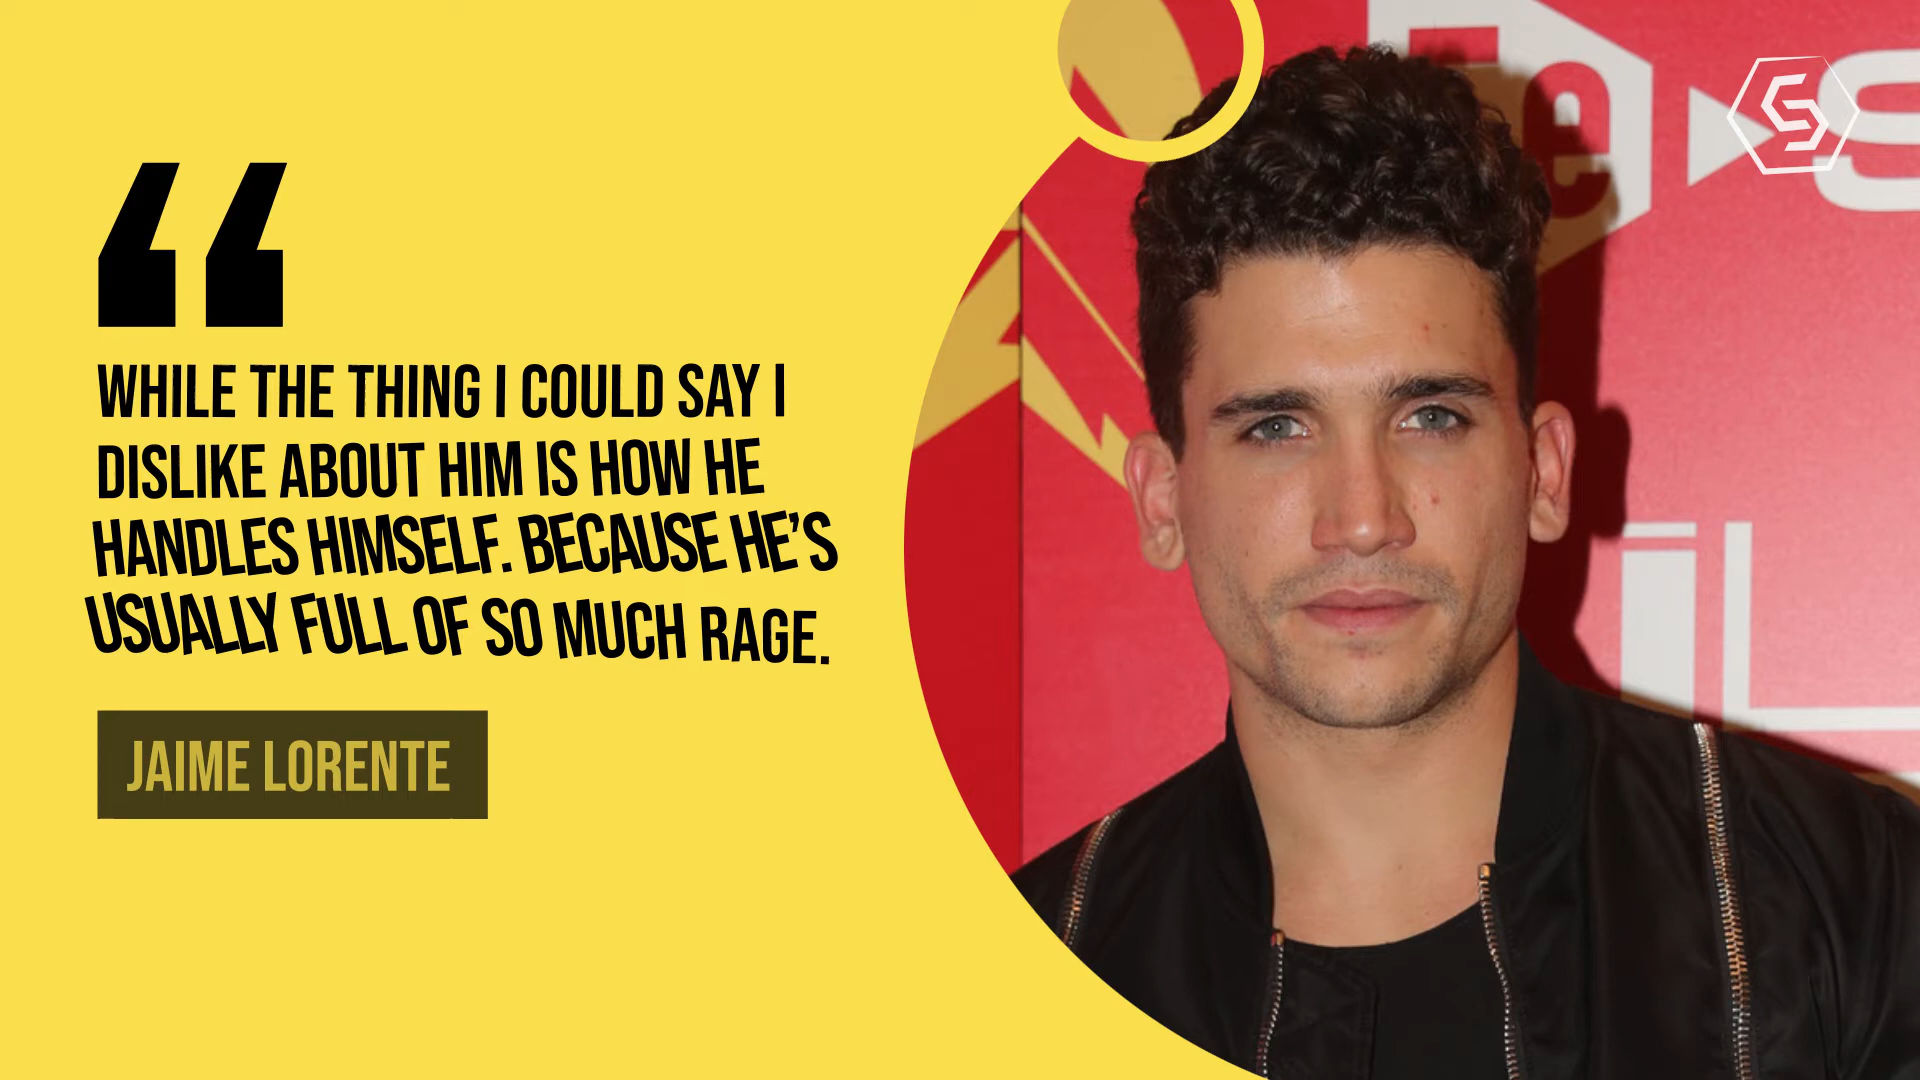 “
WHILE THE THING I COULD SAY I
DISLIKE ABOUT HIM IS HOW HE
HANDLES HIMSELF. BECAUSE HE’S
USUALLY FULL OF SO MUCH RAGE.
JAIME LORENTE